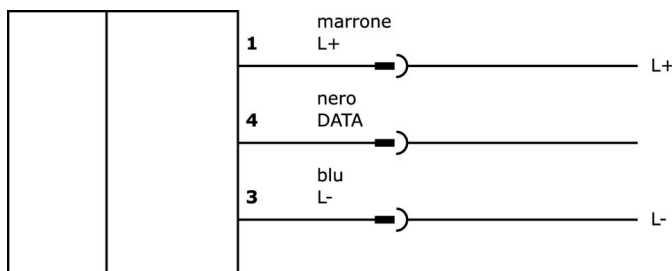 marrone
1 L+ L+
nero
4 DATA
blu
3 L- L-